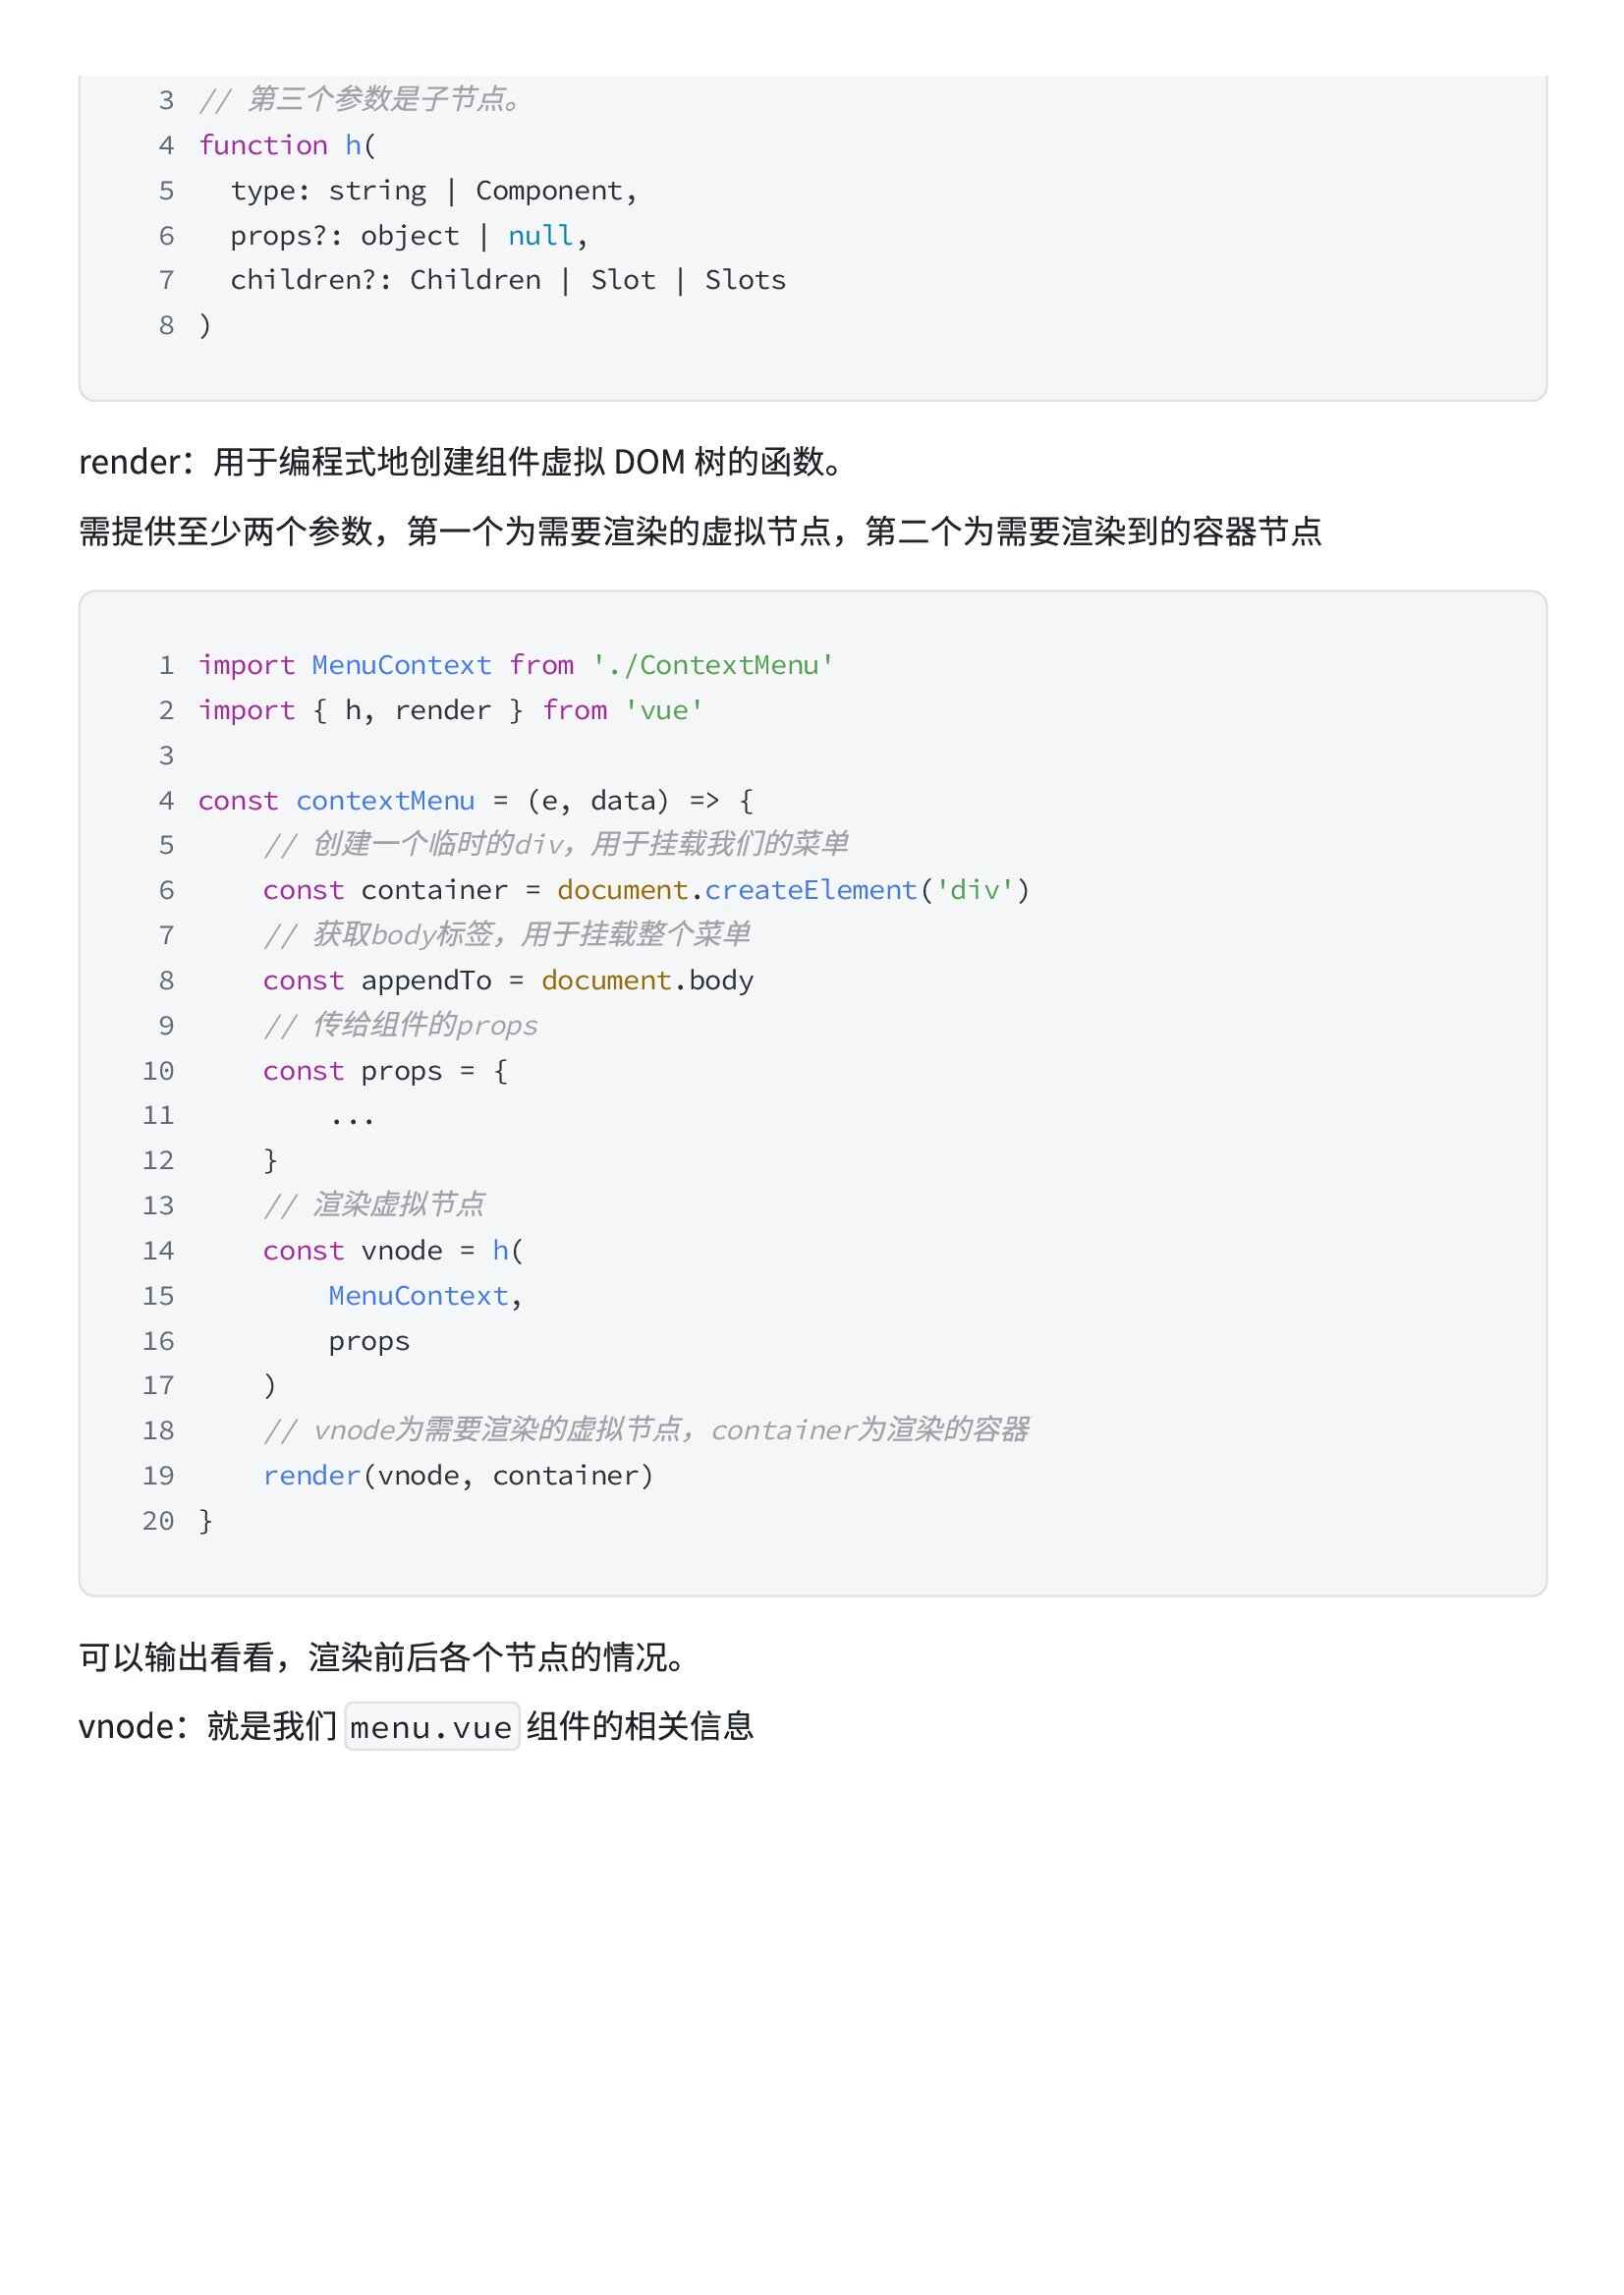 3 // 第三个参数是子节点。
4 function h(
5   type: string | Component,
6   props?: object | null,
7   children?: Children | Slot | Slots
8 )
render：用于编程式地创建组件虚拟 DOM 树的函数。
需提供至少两个参数，第一个为需要渲染的虚拟节点，第二个为需要渲染到的容器节点
1 import MenuContext from './ContextMenu'
2 import { h, render } from 'vue'
3
4 const contextMenu = (e, data) => {
5     // 创建一个临时的div，用于挂载我们的菜单
6     const container = document.createElement('div')
7     // 获取body标签，用于挂载整个菜单
8     const appendTo = document.body
9     // 传给组件的props
10     const props = {
11         ...
12     }
13     // 渲染虚拟节点
14     const vnode = h(
15         MenuContext,
16         props
17     )
18     // vnode为需要渲染的虚拟节点，container为渲染的容器
19     render(vnode, container)
20 }
可以输出看看，渲染前后各个节点的情况。
vnode：就是我们 menu.vue 组件的相关信息